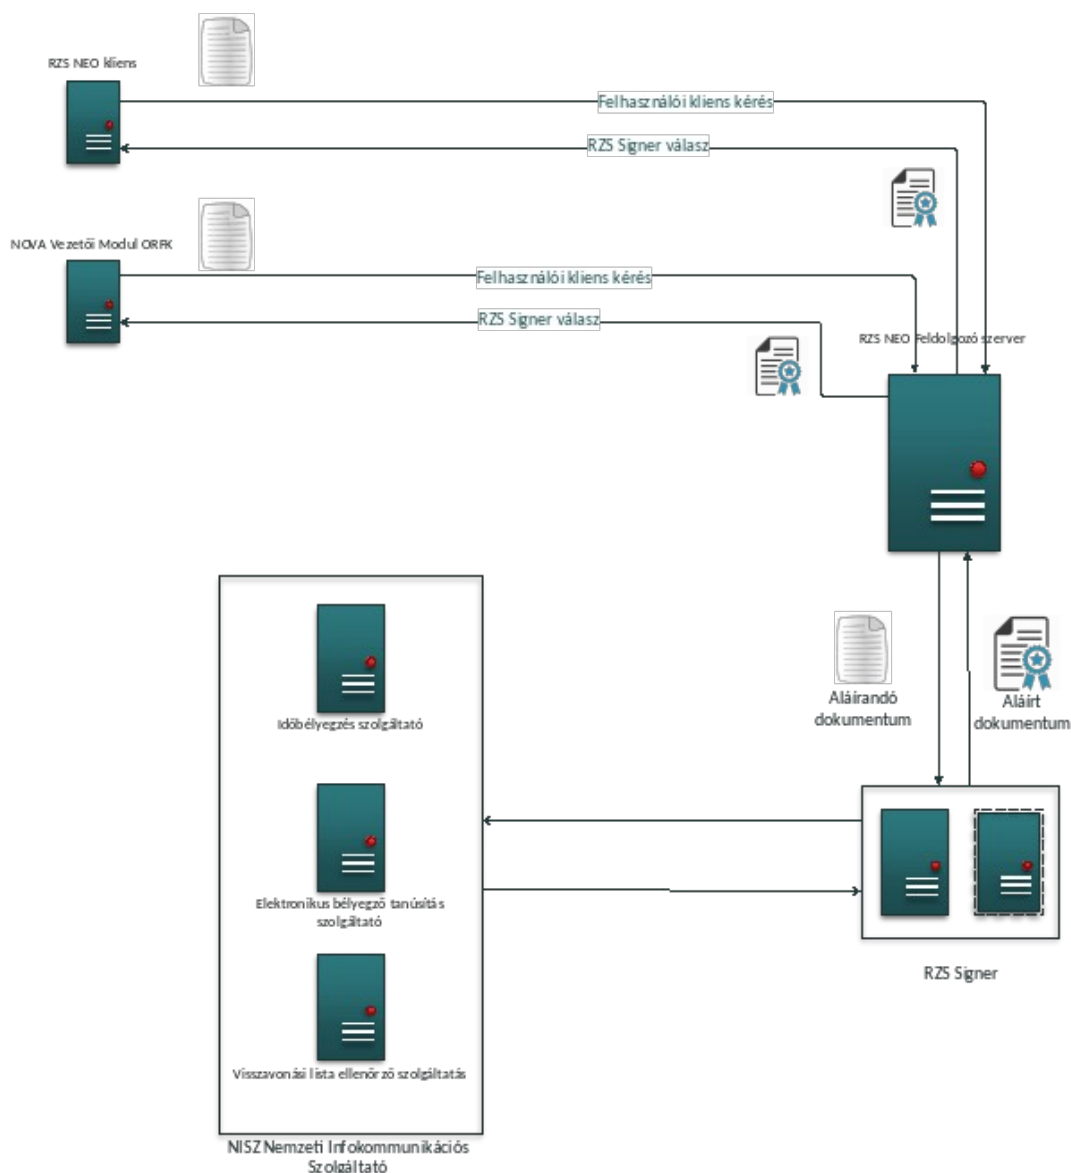 RZS NEO kliens
Felhasználói kliens kérés
RZS Signer válasz
NOVA Vezetői Modul ORFK
Felhasználói kliens kérés
RZS Signer válasz
RZS NEO Feldolgozó szerver
Aláírandó
dokumentum
Aláírt
dokumentum
Időbélyegzés szolgáltató
Elektronikus bélyegző tanúsítás
szolgáltató
RZS Signer
Visszavonási lista ellenőrző szolgáltatás
NISZ Nemzeti Infokommunikációs
Szolgáltató